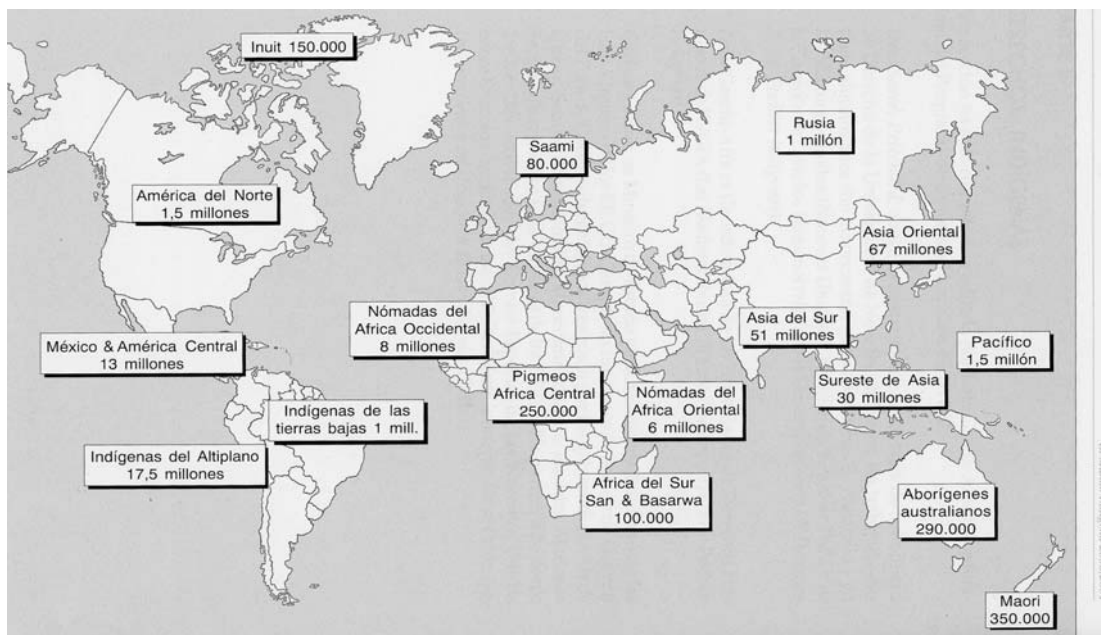 Inuit 150.000
Rusia
1 millón
Saami
80.000
América del Norte
1,5 millones
Asia Oriental
67 millones
Nómadas del
Africa Occidental
8 millones
Asia del Sur
51 millones
México & América Central
13 millones
Pacífico
1,5 millón
Pigmeos
Africa Central
250.000
Nómadas del
Africa Oriental
6 millones
Sureste de Asia
30 millones
Indígenas de las
tierras bajas 1 mill.
Indígenas del Altiplano
17,5 millones
Africa del Sur
San & Basarwa
100.000
Aborígenes
australianos
290.000
Maori
350.000